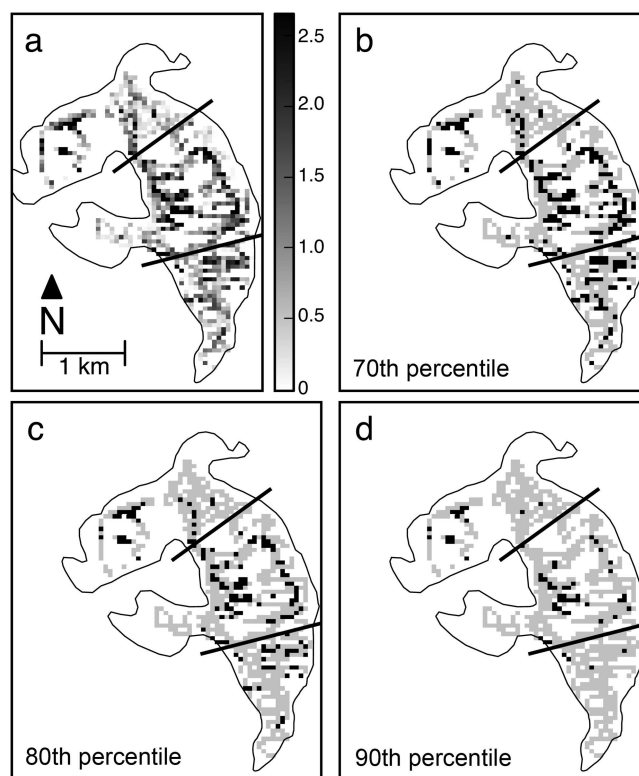 a
2.5
2.0
1.5
1.0
0.5
0
N
1 km
b
70th percentile
c
80th percentile
d
90th percentile